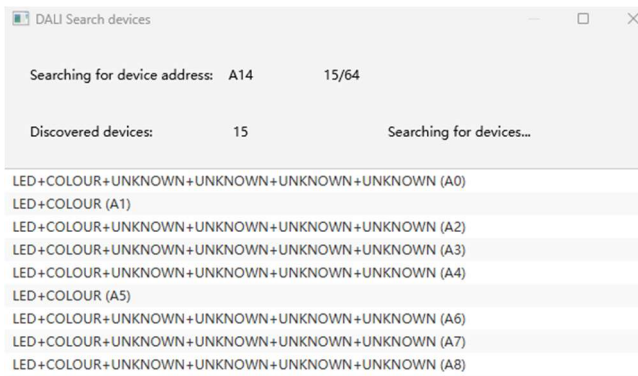 DALI Search devices
Searching for device address: A14 15/64
Discovered devices: 15 Searching for devices...
LED+COLOUR+UNKNOWN+UNKNOWN+UNKNOWN+UNKNOWN (A0)
LED+COLOUR (A1)
LED+COLOUR+UNKNOWN+UNKNOWN+UNKNOWN+UNKNOWN (A2)
LED+COLOUR+UNKNOWN+UNKNOWN+UNKNOWN+UNKNOWN (A3)
LED+COLOUR+UNKNOWN+UNKNOWN+UNKNOWN+UNKNOWN (A4)
LED+COLOUR (A5)
LED+COLOUR+UNKNOWN+UNKNOWN+UNKNOWN+UNKNOWN (A6)
LED+COLOUR+UNKNOWN+UNKNOWN+UNKNOWN+UNKNOWN (A7)
LED+COLOUR+UNKNOWN+UNKNOWN+UNKNOWN+UNKNOWN (A8)